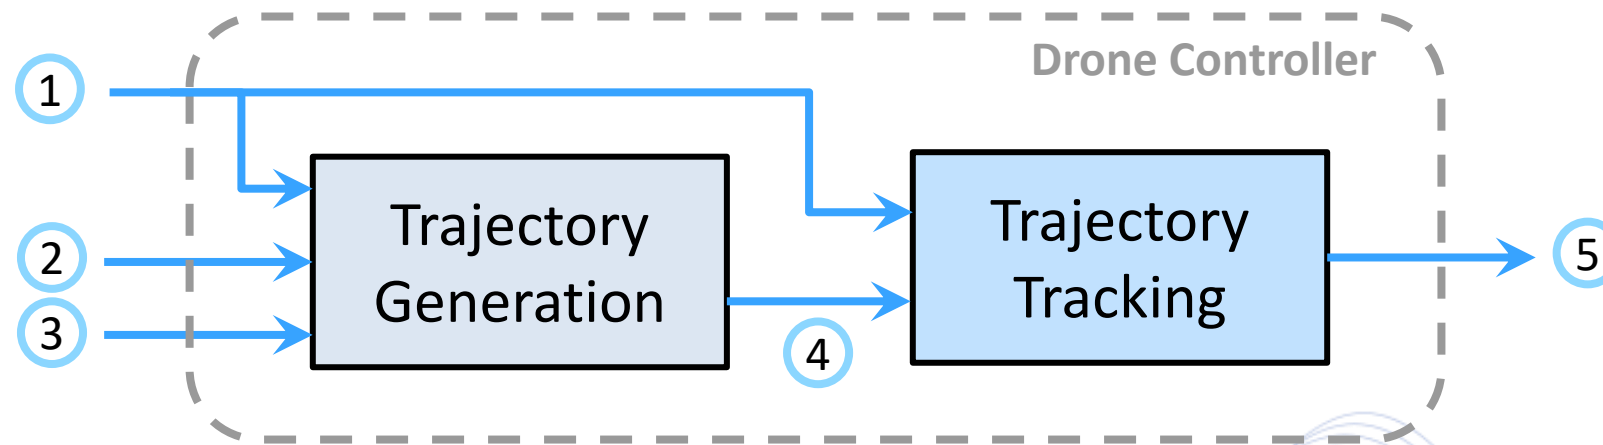 Drone Controller
1
Trajectory
Generation
Trajectory
Tracking
2
3
4
5